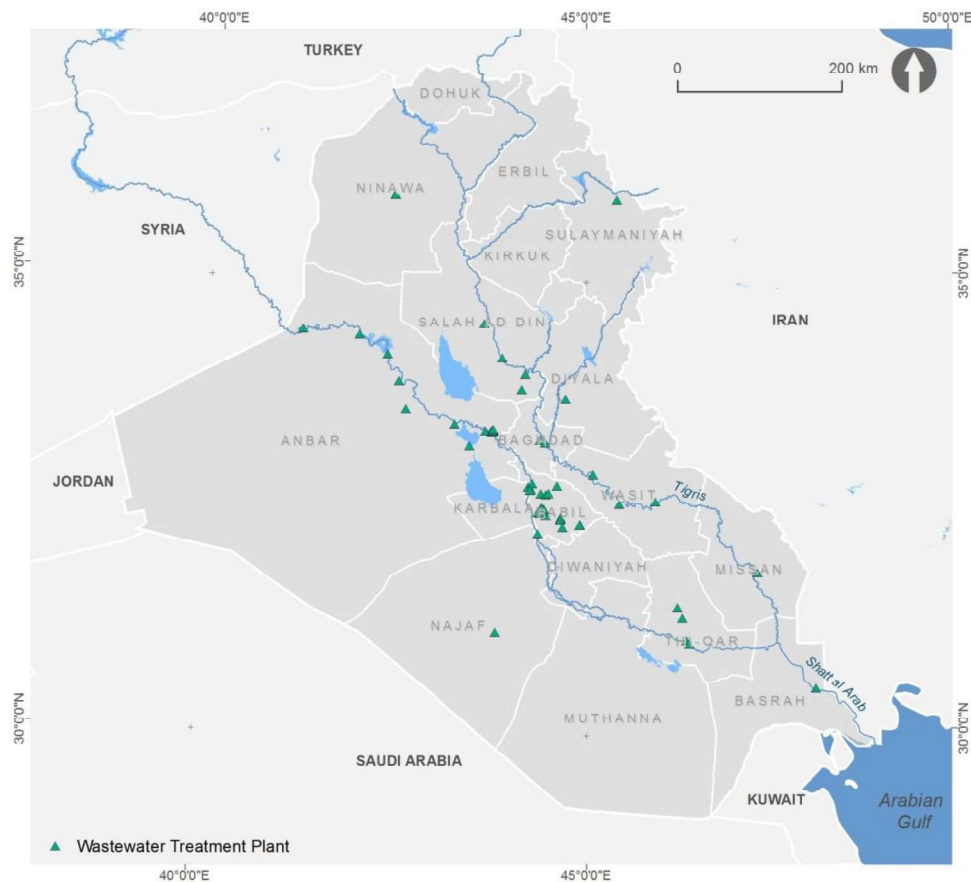 40°0'0"E
45°0'0"E
50°0'0"E
TURKEY
0
200 km
DOHUK
ERBIL
NINAWA
SYRIA
SULAYMANIYAH
KIRKUK
35°0'0"N
35°0'0"N
SALAH AD DIN
IRAN
DIYALA
ANBAR
BAGHDAD
JORDAN
Tigris
WASIT
KARBALA
BABIL
DIWANIYAH
MISSAN
NAJAF
THI-QAR
Shatt al Arab
BASRAH
MUTHANNA
30°0'0"N
30°0'0"N
SAUDI ARABIA
KUWAIT
Arabian
Gulf
Wastewater Treatment Plant
40°0'0"E
45°0'0"E